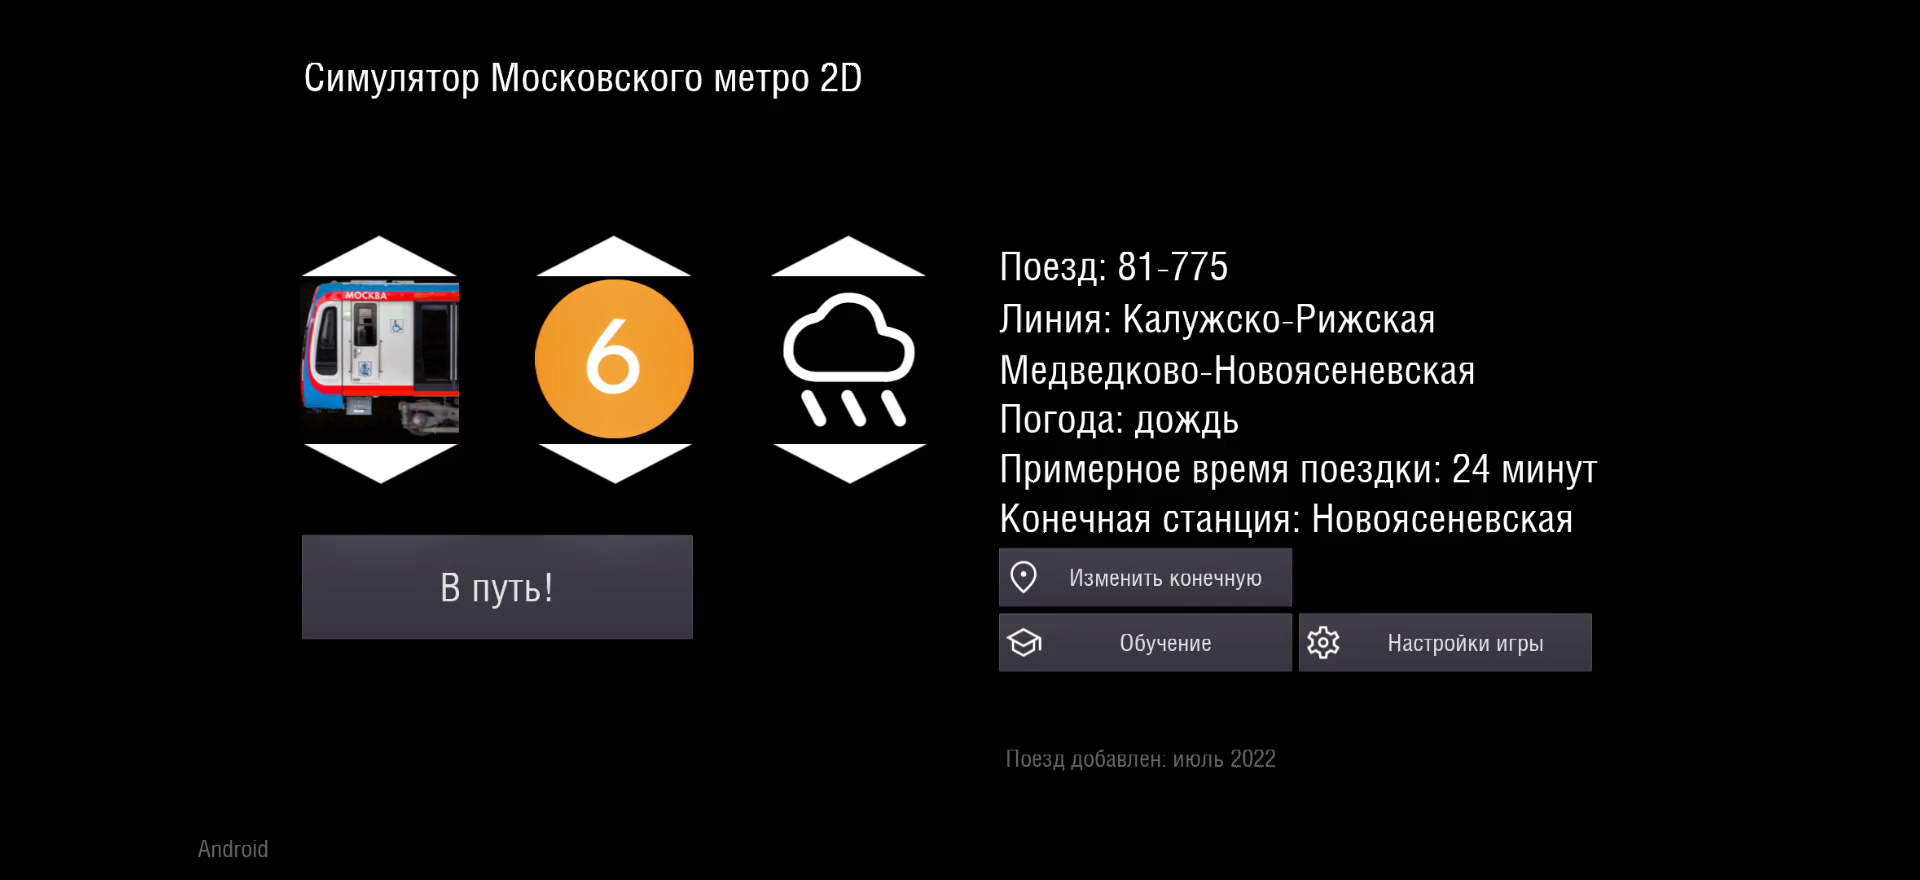 Симулятор Московского метро 2D
МОСКВА
6
Поезд: 81-775
Линия: Калужско-Рижская
Медведково-Новоясеневская
Погода: дождь
Примерное время поездки: 24 минут
Конечная станция: Новоясеневская
В путь!
Изменить конечную
Обучение
Настройки игры
Поезд добавлен: июль 2022
Android